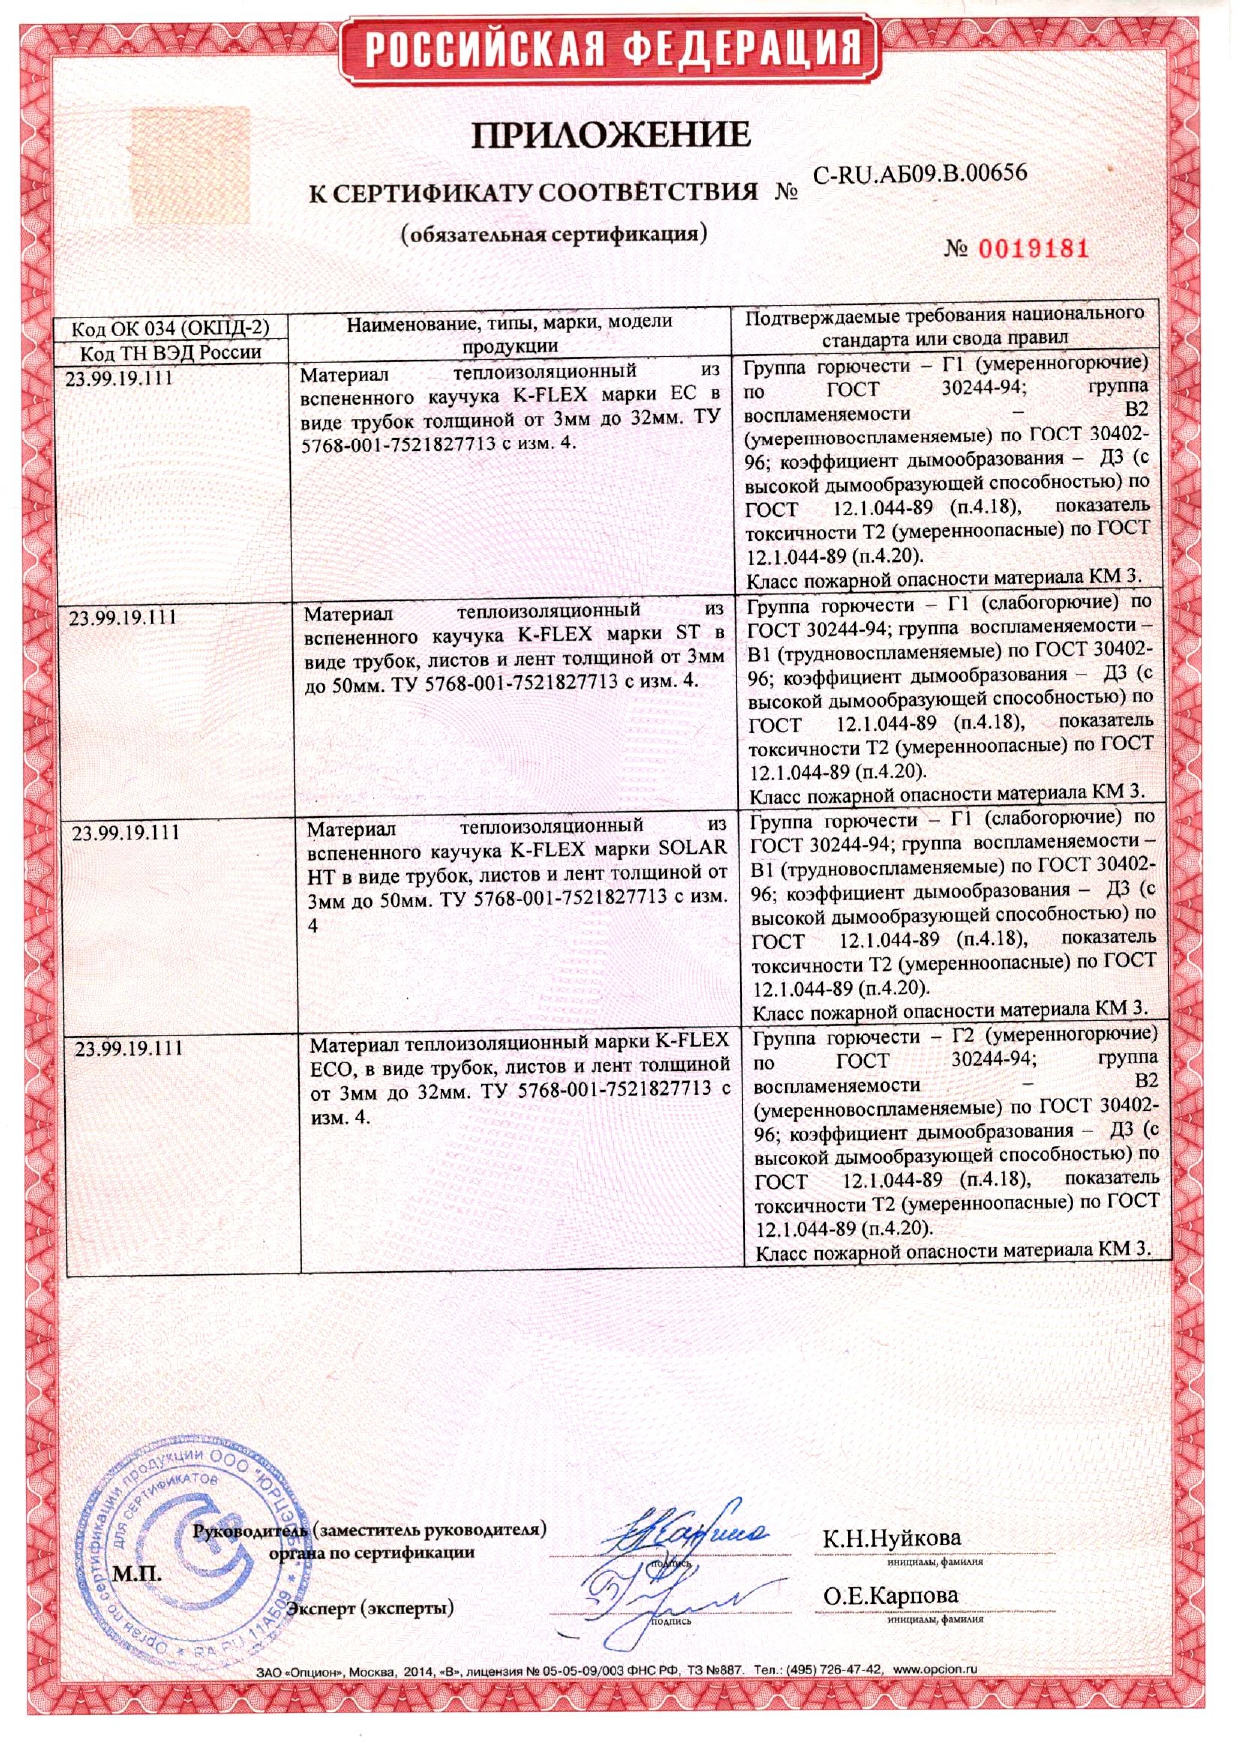 РОССИЙСКАЯ ФЕДЕРАЦИЯ
ПРИЛОЖЕНИЕ
К СЕРТИФИКАТУ СООТВЕТСТВИЯ № C-RU.АБ09.В.00656
(обязательная сертификация)
№ 0019181
Код ОК 034 (ОКПД-2)
Код ТН ВЭД России
Наименование, типы, марки, модели
продукции
Подтверждаемые требования национального
стандарта или свода правил
23.99.19.111
Материал теплоизоляционный из
вспененного каучука K-FLEX марки ЕС в
виде трубок толщиной от 3мм до 32мм. ТУ
5768-001-7521827713 с изм. 4.
Группа горючести – Г1 (умеренногорючие)
по ГОСТ 30244-94; группа
воспламеняемости – В2
(умеренновоспламеняемые) по ГОСТ 30402-
96; коэффициент дымообразования – Д3 (с
высокой дымообразующей способностью) по
ГОСТ 12.1.044-89 (п.4.18), показатель
токсичности Т2 (умеренноопасные) по ГОСТ
12.1.044-89 (п.4.20).
Класс пожарной опасности материала КМ 3.
23.99.19.111
Материал теплоизоляционный из
вспененного каучука K-FLEX марки ST в
виде трубок, листов и лент толщиной от 3мм
до 50мм. ТУ 5768-001-7521827713 с изм. 4.
Группа горючести – Г1 (слабогорючие) по
ГОСТ 30244-94; группа воспламеняемости –
В1 (трудновоспламеняемые) по ГОСТ 30402-
96; коэффициент дымообразования – Д3 (с
высокой дымообразующей способностью) по
ГОСТ 12.1.044-89 (п.4.18), показатель
токсичности Т2 (умеренноопасные) по ГОСТ
12.1.044-89 (п.4.20).
Класс пожарной опасности материала КМ 3.
23.99.19.111
Материал теплоизоляционный из
вспененного каучука K-FLEX марки SOLAR
HT в виде трубок, листов и лент толщиной от
3мм до 50мм. ТУ 5768-001-7521827713 с изм.
4
Группа горючести – Г1 (слабогорючие) по
ГОСТ 30244-94; группа воспламеняемости –
В1 (трудновоспламеняемые) по ГОСТ 30402-
96; коэффициент дымообразования – Д3 (с
высокой дымообразующей способностью) по
ГОСТ 12.1.044-89 (п.4.18), показатель
токсичности Т2 (умеренноопасные) по ГОСТ
12.1.044-89 (п.4.20).
Класс пожарной опасности материала КМ 3.
23.99.19.111
Материал теплоизоляционный марки K-FLEX
ECO, в виде трубок, листов и лент толщиной
от 3мм до 32мм. ТУ 5768-001-7521827713 с
изм. 4.
Группа горючести – Г2 (умеренногорючие)
по ГОСТ 30244-94; группа
воспламеняемости – В2
(умеренновоспламеняемые) по ГОСТ 30402-
96; коэффициент дымообразования – Д3 (с
высокой дымообразующей способностью) по
ГОСТ 12.1.044-89 (п.4.18), показатель
токсичности Т2 (умеренноопасные) по ГОСТ
12.1.044-89 (п.4.20).
Класс пожарной опасности материала КМ 3.
Орган по сертификации продукции ООО
ДЛЯ СЕРТИФИКАТОВ
RA.RU.11АБ09
М.П.
Руководитель (заместитель руководителя)
органа по сертификации
подпись
К.Н.Нуйкова
инициалы, фамилия
Эксперт (эксперты)
подпись
О.Е.Карпова
инициалы, фамилия
ЗАО «Опцион», Москва, 2014, «В», лицензия № 05-05-09/003 ФНС РФ, ТЗ №887. Тел.: (495) 726-47-42, www.opcion.ru